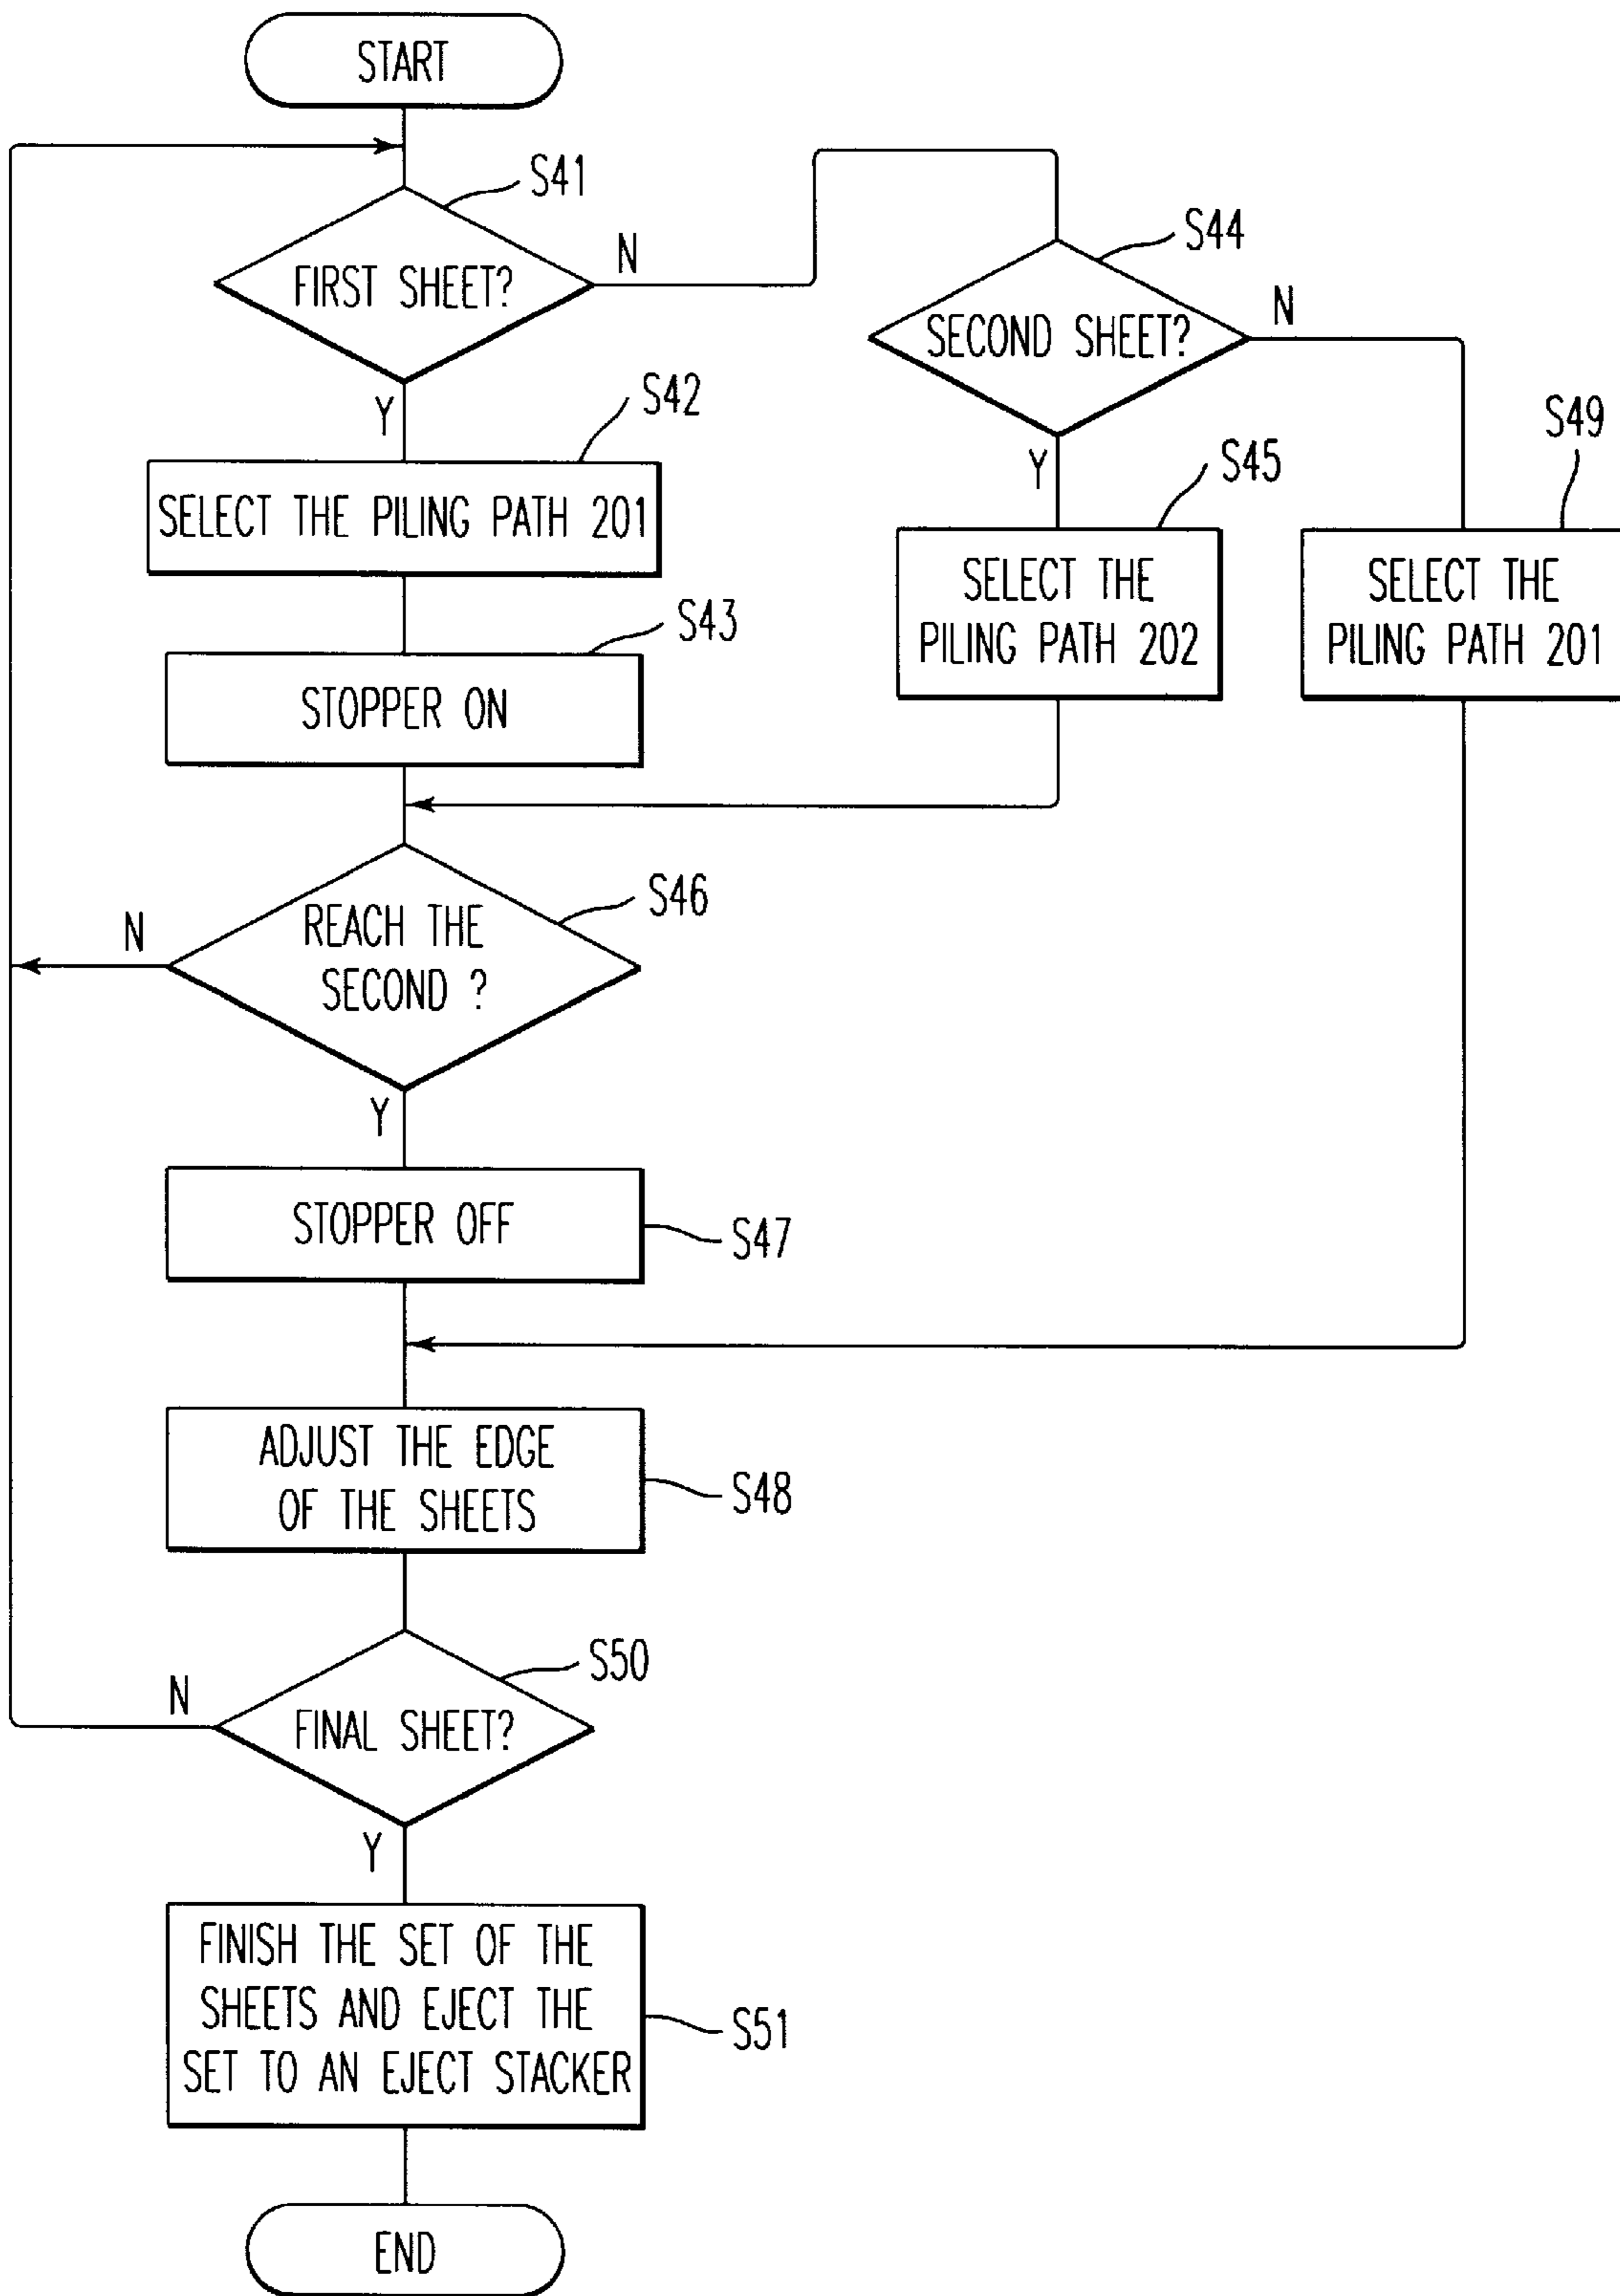 START
S41
FIRST SHEET?
N
Y
S44
SECOND SHEET?
N
Y
S42
SELECT THE PILING PATH 201
S45
SELECT THE
PILING PATH 202
S49
SELECT THE
PILING PATH 201
S43
STOPPER ON
S46
REACH THE
SECOND ?
N
Y
STOPPER OFF
S47
ADJUST THE EDGE
OF THE SHEETS
S48
S50
FINAL SHEET?
N
Y
FINISH THE SET OF THE
SHEETS AND EJECT THE
SET TO AN EJECT STACKER
S51
END